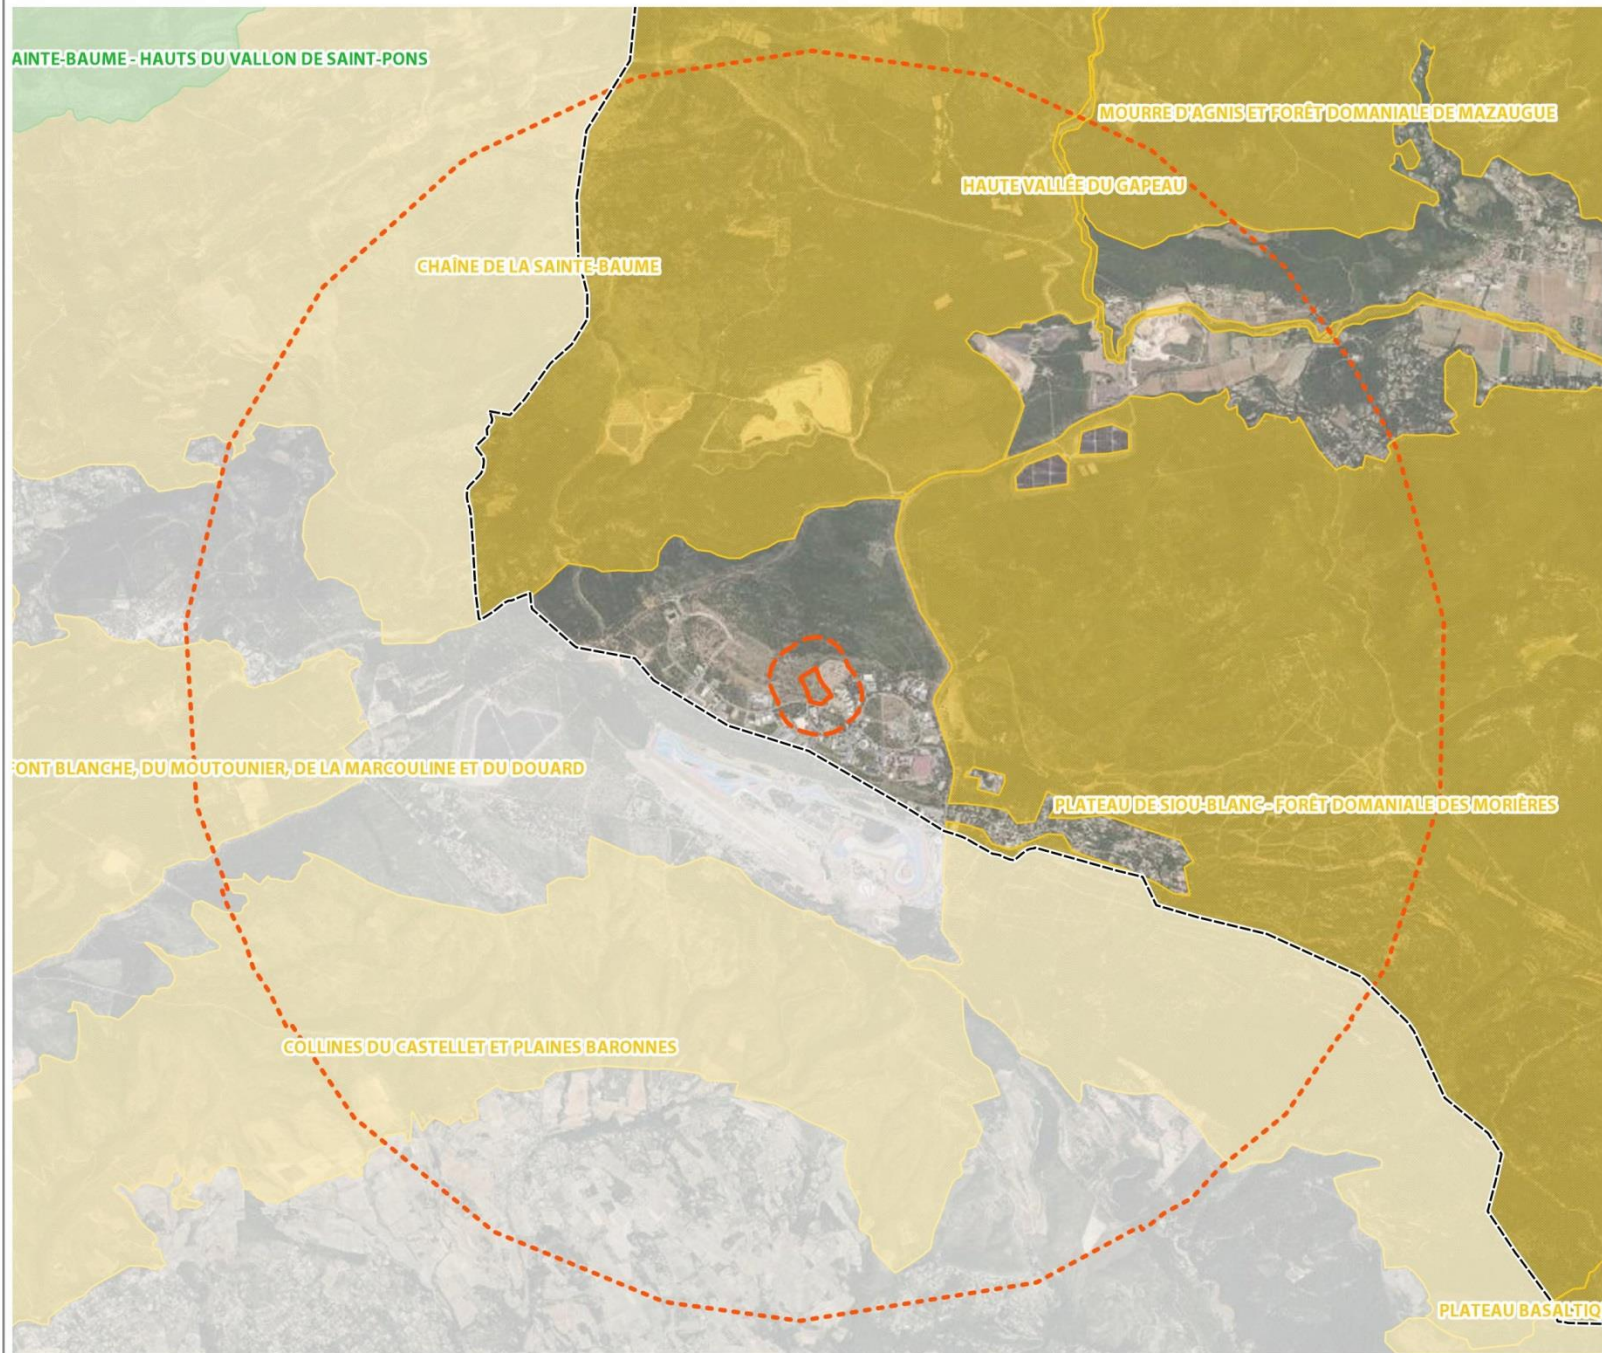 AINTE-BAUME - HAUTS DU VALLON DE SAINT-PONS
MOURRE D'AGNIS ET FORÊT DOMANIALE DE MAZAUGUE
HAUTE VALLÉE DU GAPEAU
CHAÎNE DE LA SAINTE-BAUME
FONT BLANCHE, DU MOUTOUNIER, DE LA MARCOULINE ET DU DOUARD
PLATEAU DE SIOU-BLANC - FORÊT DOMANIALE DES MORIÈRES
COLLINES DU CASTELLET ET PLAINES BARONNES
PLATEAU BASALTIQ